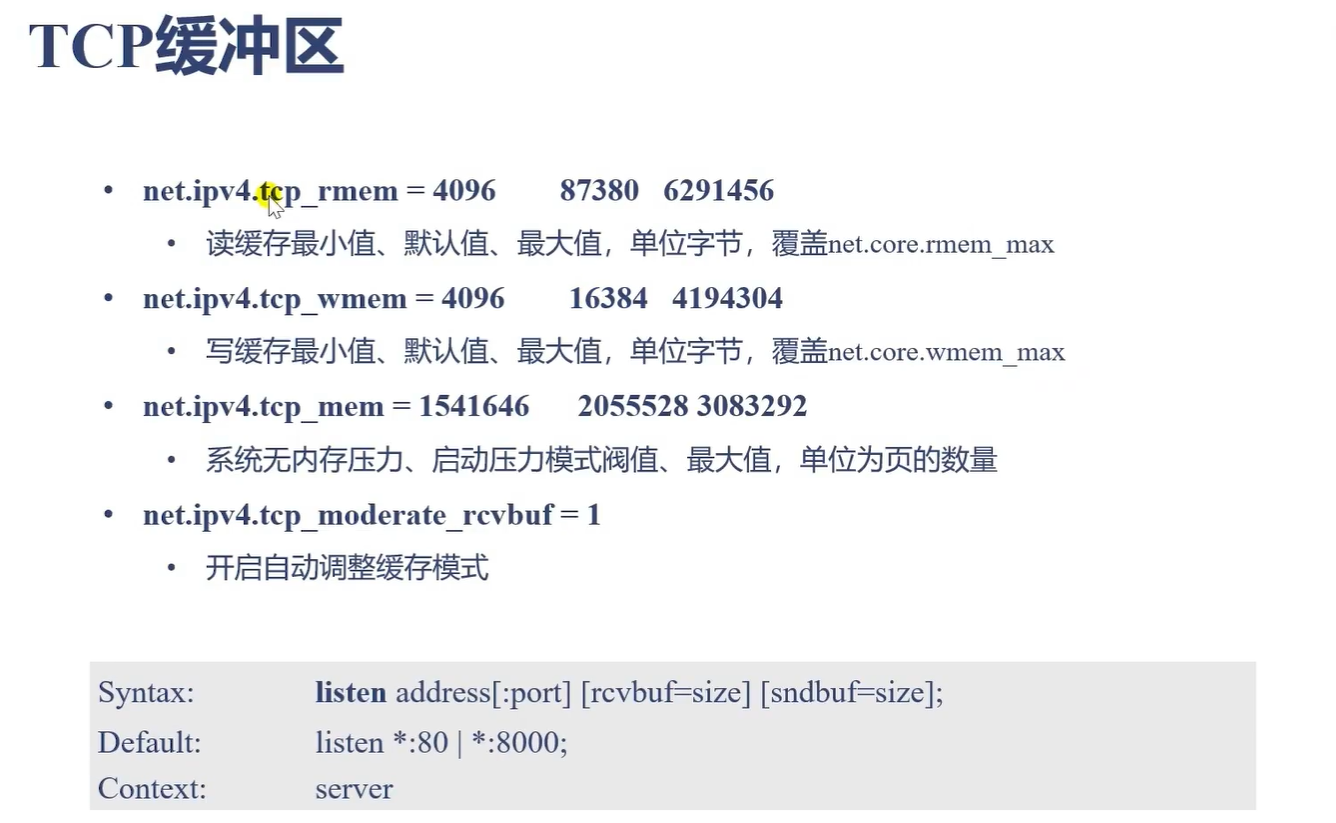 TCP缓冲区
• net.ipv4.tcp_rmem = 4096 87380 6291456
• 读缓存最小值、默认值、最大值，单位字节，覆盖net.core.rmem_max
• net.ipv4.tcp_wmem = 4096 16384 4194304
• 写缓存最小值、默认值、最大值，单位字节，覆盖net.core.wmem_max
• net.ipv4.tcp_mem = 1541646 2055528 3083292
• 系统无内存压力、启动压力模式阀值、最大值，单位为页的数量
• net.ipv4.tcp_moderate_rcvbuf = 1
• 开启自动调整缓存模式
Syntax: listen address[:port] [rcvbuf=size] [sndbuf=size];
Default: listen *:80 | *:8000;
Context: server